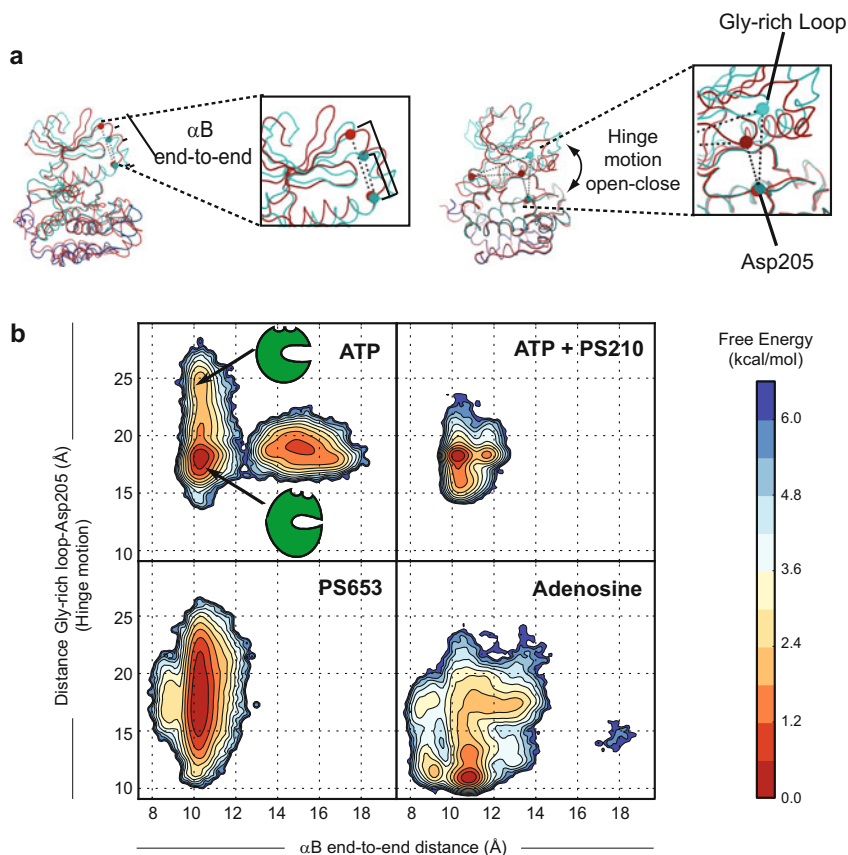 a
αB
end-to-end
Gly-rich Loop
Hinge
motion
open-close
Asp205
b
Distance Gly-rich loop-Asp205 (Å)
(Hinge motion)
ATP
25
20
15
10
ATP + PS210
PS653
25
20
15
10
8 10 12 14 16 18
Adenosine
8 10 12 14 16 18
αB end-to-end distance (Å)
Free Energy
(kcal/mol)
6.0
4.8
3.6
2.4
1.2
0.0